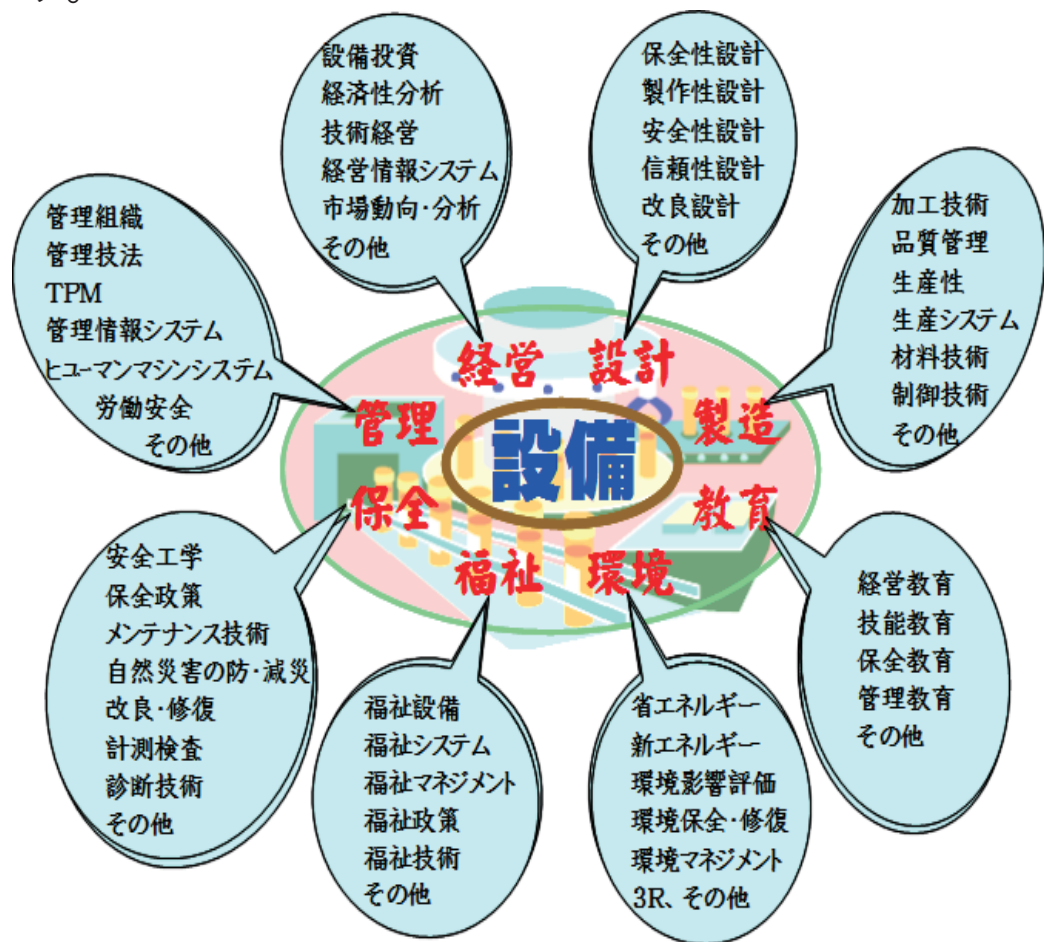 設備投資
経済性分析
技術経営
経営情報システム
市場動向・分析
その他
保全性設計
製作性設計
安全性設計
信頼性設計
改良設計
その他
管理組織
管理技法
TPM
管理情報システム
ヒューマンマシンシステム
労働安全
その他
加工技術
品質管理
生産性
生産システム
材料技術
制御技術
その他
経営 設計
管理 製造
設備
保全 教育
福祉 環境
安全工学
保全政策
メンテナンス技術
自然災害の防・減災
改良・修復
計測検査
診断技術
その他
福祉設備
福祉システム
福祉マネジメント
福祉政策
福祉技術
その他
省エネルギー
新エネルギー
環境影響評価
環境保全・修復
環境マネジメント
3R、その他
経営教育
技能教育
保全教育
管理教育
その他